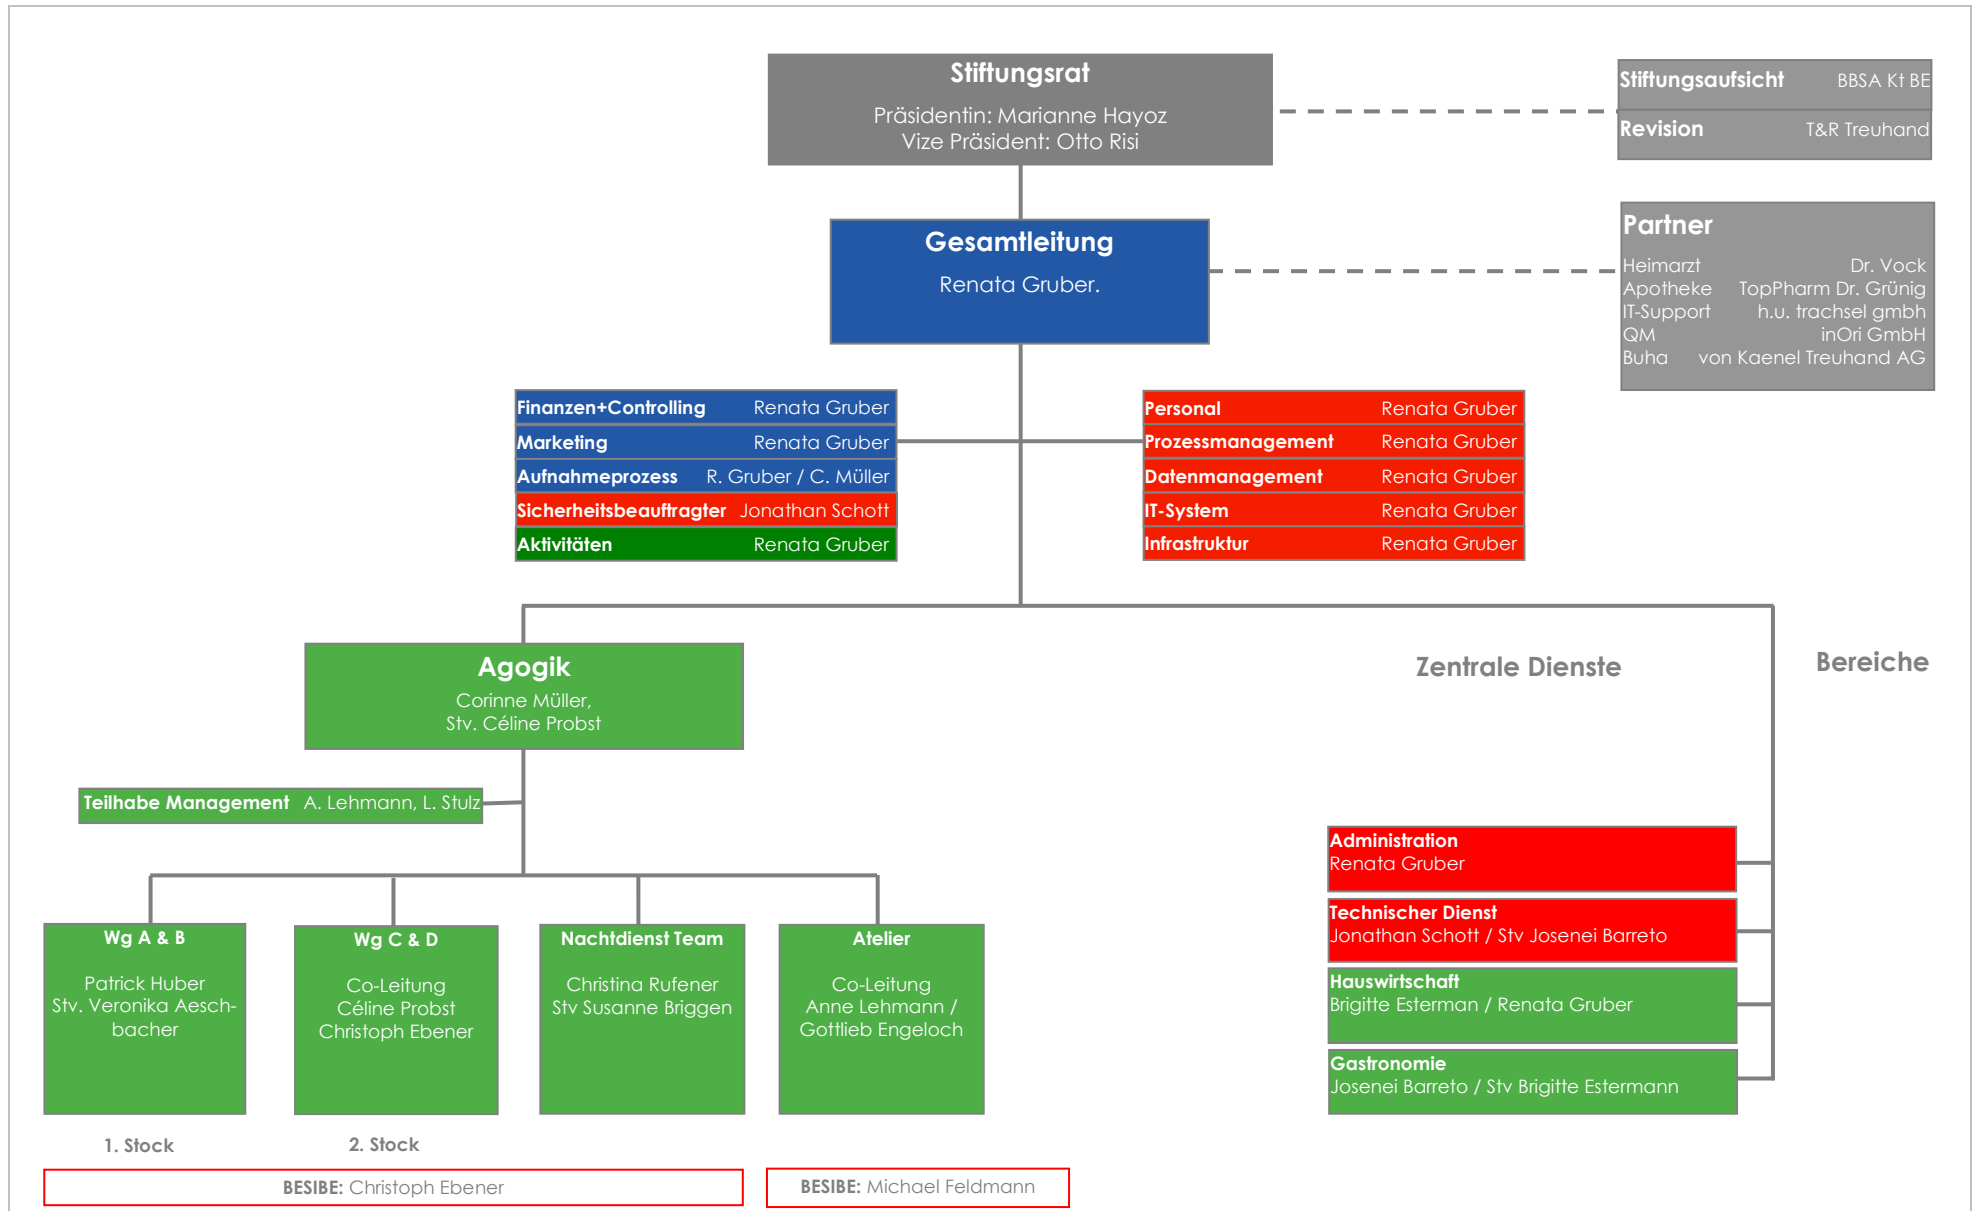 Stiftungsrat
Präsidentin: Marianne Hayoz
Vize Präsident: Otto Risi
Stiftungsaufsicht BBSA Kt BE
Revision T&R Treuhand
Gesamtleitung
Renata Gruber.
Partner
Heimarzt Dr. Vock
Apotheke TopPharm Dr. Grünig
IT-Support h.u. trachsel gmbh
QM inOri GmbH
Buha von Kaenel Treuhand AG
Finanzen+Controlling Renata Gruber
Marketing Renata Gruber
Aufnahmeprozess R. Gruber / C. Müller
Sicherheitsbeauftragter Jonathan Schott
Aktivitäten Renata Gruber
Personal Renata Gruber
Prozessmanagement Renata Gruber
Datenmanagement Renata Gruber
IT-System Renata Gruber
Infrastruktur Renata Gruber
Agogik
Corinne Müller,
Stv. Céline Probst
Zentrale Dienste
Bereiche
Teilhabe Management A. Lehmann, L. Stulz
Wg A & B
Patrick Huber
Stv. Veronika Aesch-
bacher
Wg C & D
Co-Leitung
Céline Probst
Christoph Ebener
Nachtdienst Team
Christina Rufener
Stv Susanne Briggen
Atelier
Co-Leitung
Anne Lehmann /
Gottlieb Engeloch
Administration
Renata Gruber
Technischer Dienst
Jonathan Schott / Stv Josenei Barreto
Hauswirtschaft
Brigitte Esterman / Renata Gruber
Gastronomie
Josenei Barreto / Stv Brigitte Estermann
1. Stock
2. Stock
BESIBE: Christoph Ebener
BESIBE: Michael Feldmann